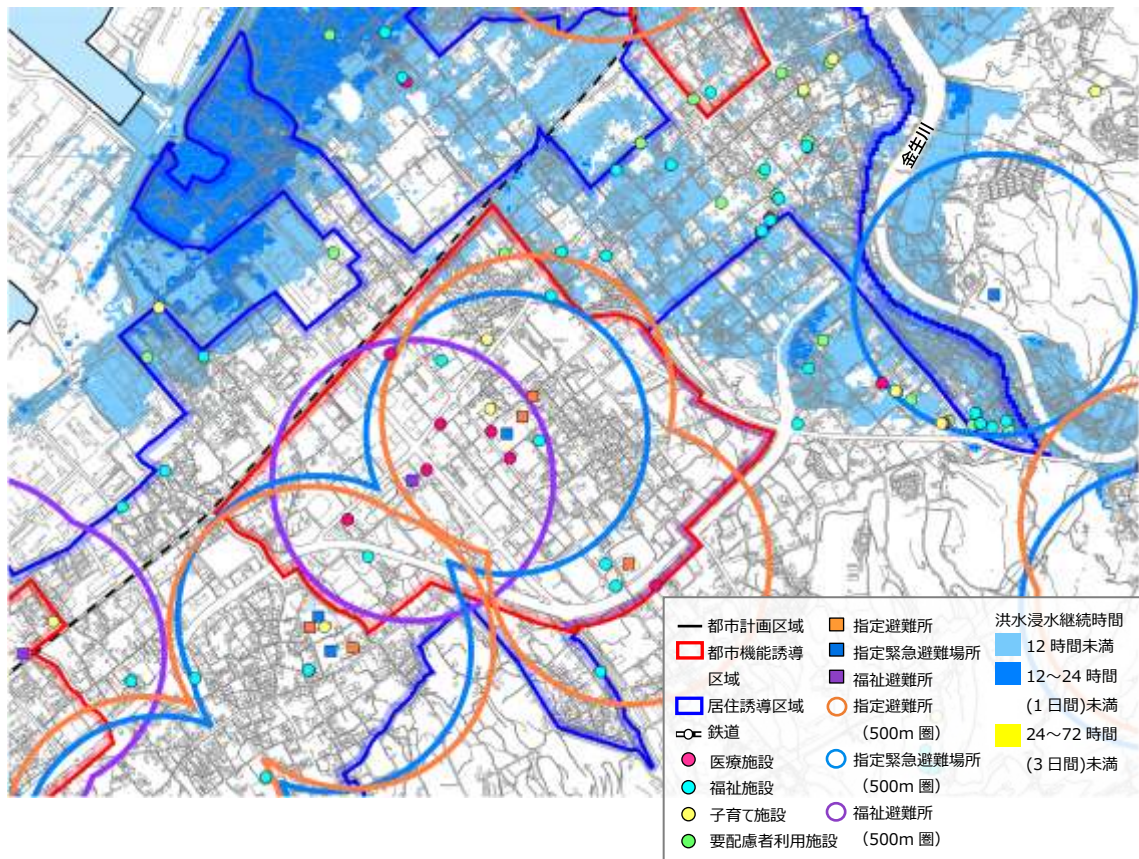 金生川
都市計画区域
都市機能誘導
区域
居住誘導区域
鉄道
医療施設
福祉施設
子育て施設
要配慮者利用施設
指定避難所
指定緊急避難場所
福祉避難所
指定避難所
(500m 圏)
指定緊急避難場所
(500m 圏)
福祉避難所
(500m 圏)
洪水浸水継続時間
12 時間未満
12～24 時間
(1 日間)未満
24～72 時間
(3 日間)未満